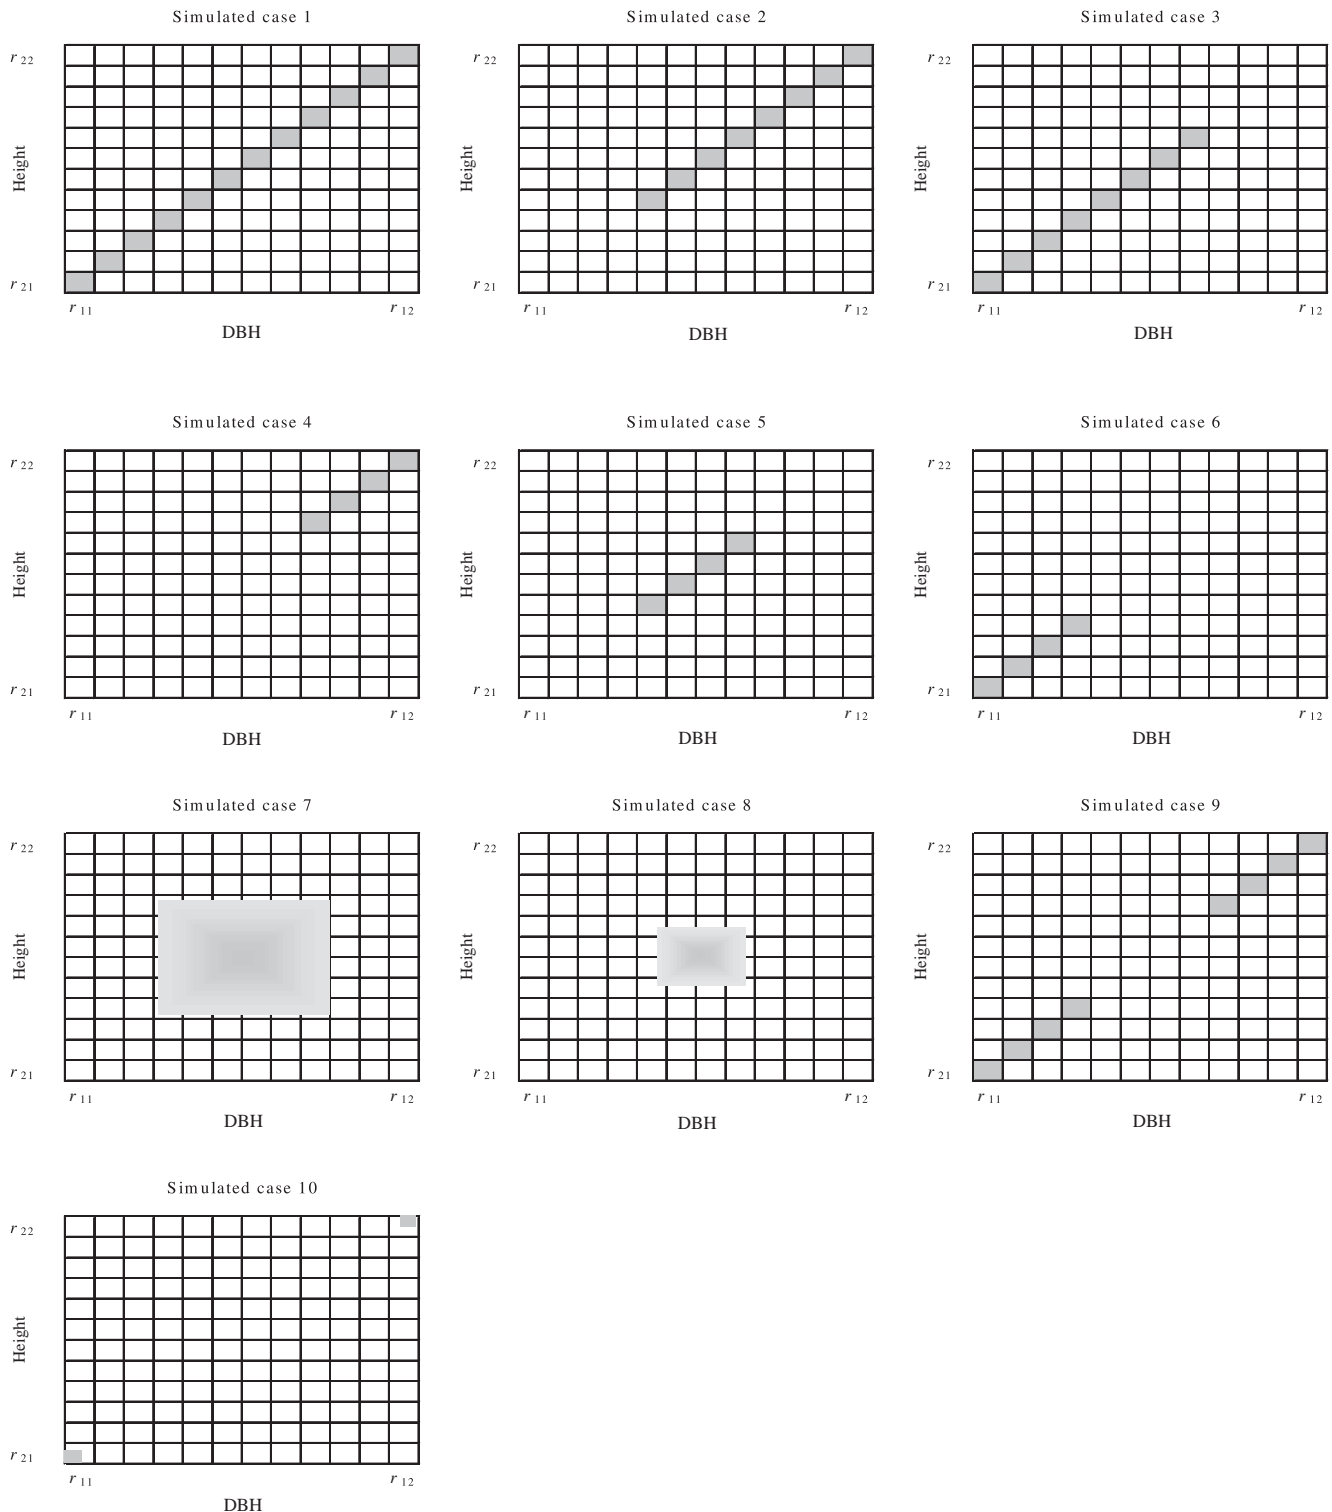 Simulated case 1
r 22
Height
r 21
r 11
r 12
DBH
Simulated case 2
r 22
Height
r 21
r 11
r 12
DBH
Simulated case 3
r 22
Height
r 21
r 11
r 12
DBH
Simulated case 4
r 22
Height
r 21
r 11
r 12
DBH
Simulated case 5
r 22
Height
r 21
r 11
r 12
DBH
Simulated case 6
r 22
Height
r 21
r 11
r 12
DBH
Simulated case 7
r 22
Height
r 21
r 11
r 12
DBH
Simulated case 8
r 22
Height
r 21
r 11
r 12
DBH
Simulated case 9
r 22
Height
r 21
r 11
r 12
DBH
Simulated case 10
r 22
Height
r 21
r 11
r 12
DBH